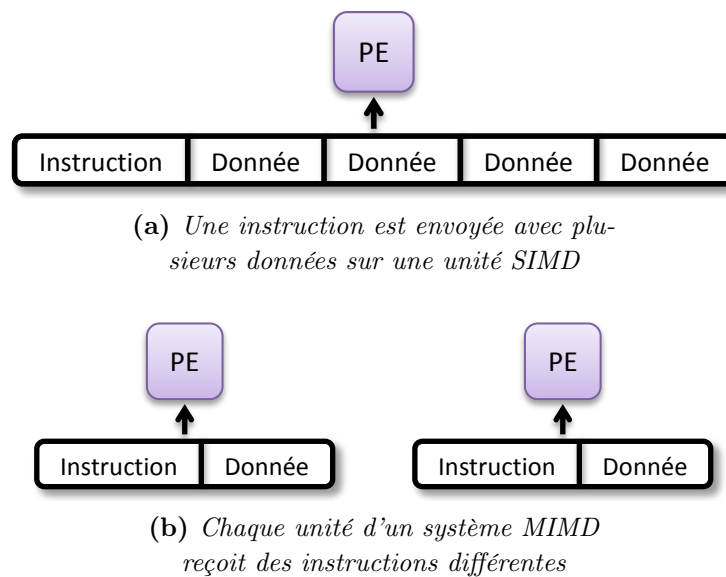 PE
Instruction Donnée Donnée Donnée Donnée
(a) Une instruction est envoyée avec plu-
sieurs données sur une unité SIMD
PE PE
Instruction Donnée Instruction Donnée
(b) Chaque unité d'un système MIMD
reçoit des instructions différentes